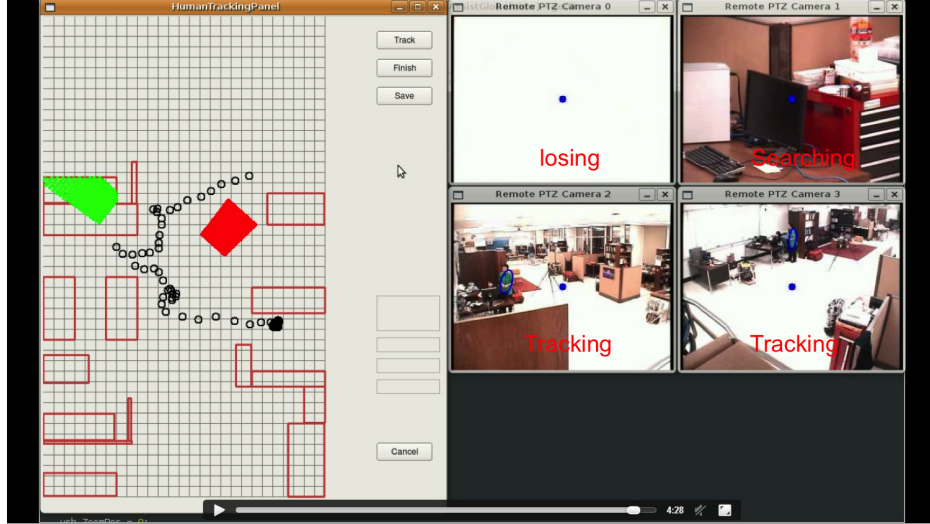 HumanTrackingPanel
Track
Finish
Save
Cancel
Remote PTZ Camera 0
losing
Remote PTZ Camera 1
Searching
Remote PTZ Camera 2
Tracking
Remote PTZ Camera 3
Tracking
4:28